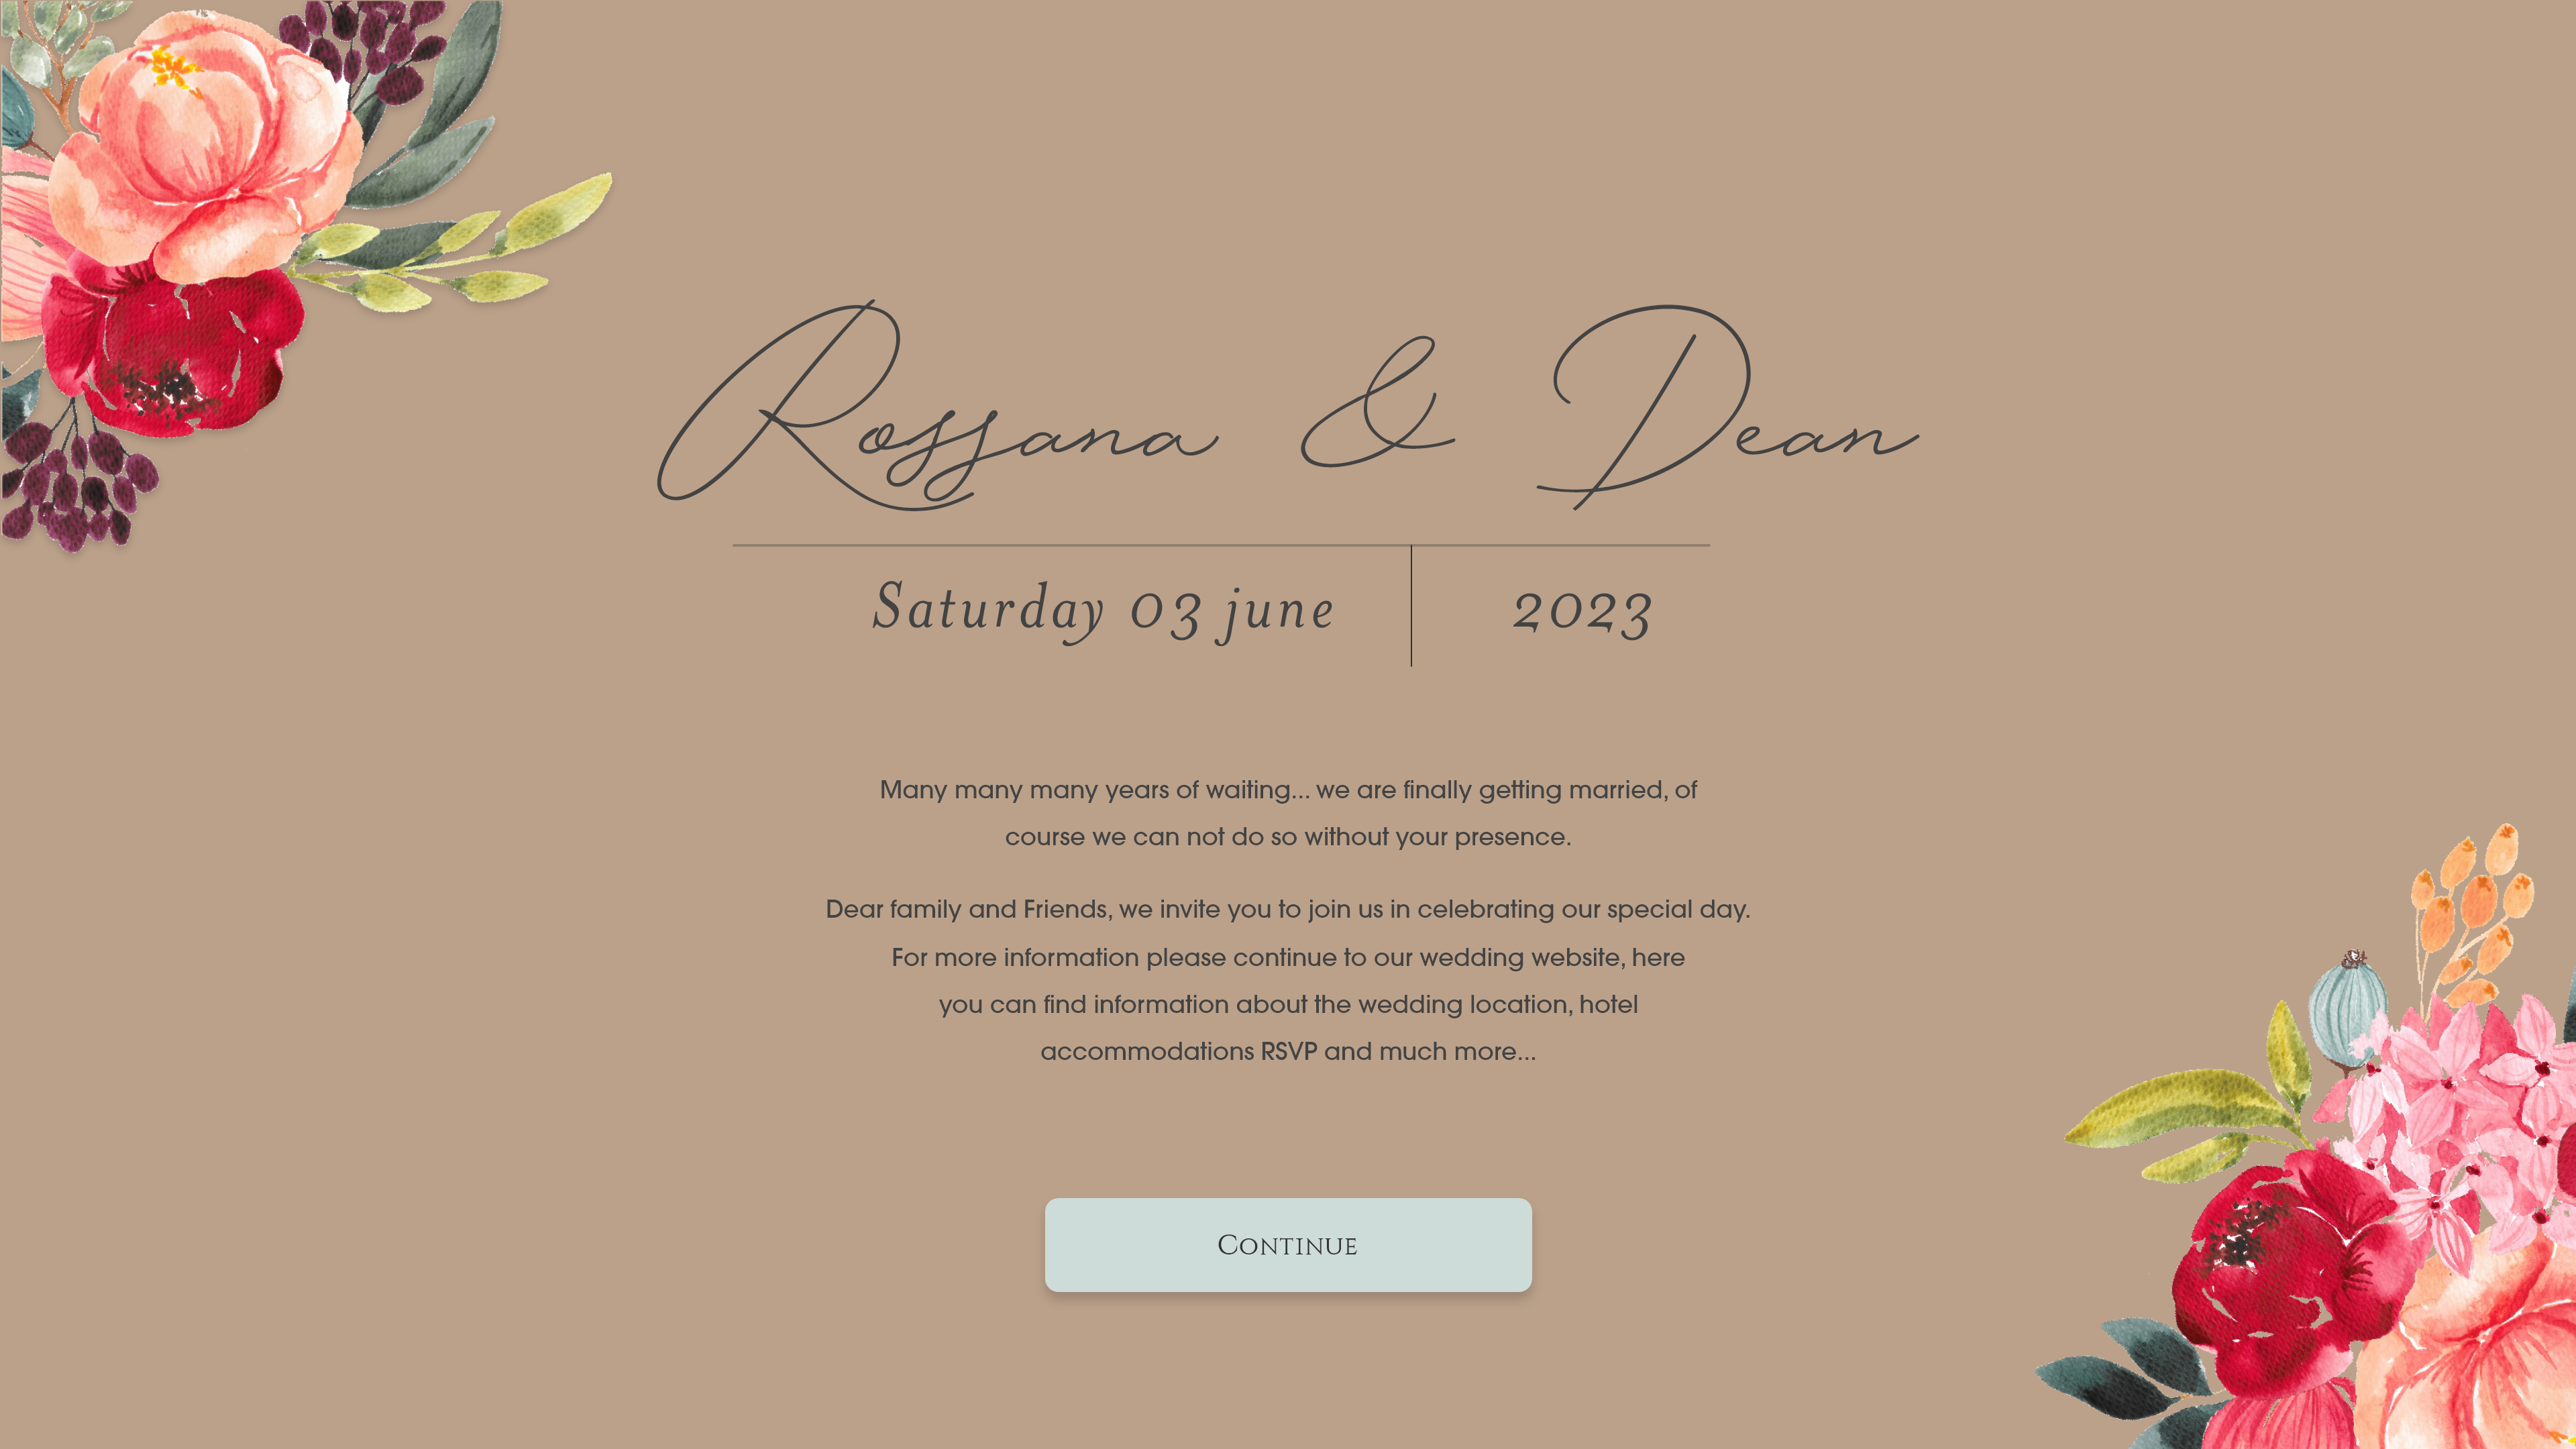 Rossana & Dean
Saturday 03 june 2023
Many many many years of waiting... we are finally getting married, of
course we can not do so without your presence.
Dear family and Friends, we invite you to join us in celebrating our special day.
For more information please continue to our wedding website, here
you can find information about the wedding location, hotel
accommodations RSVP and much more...
Continue